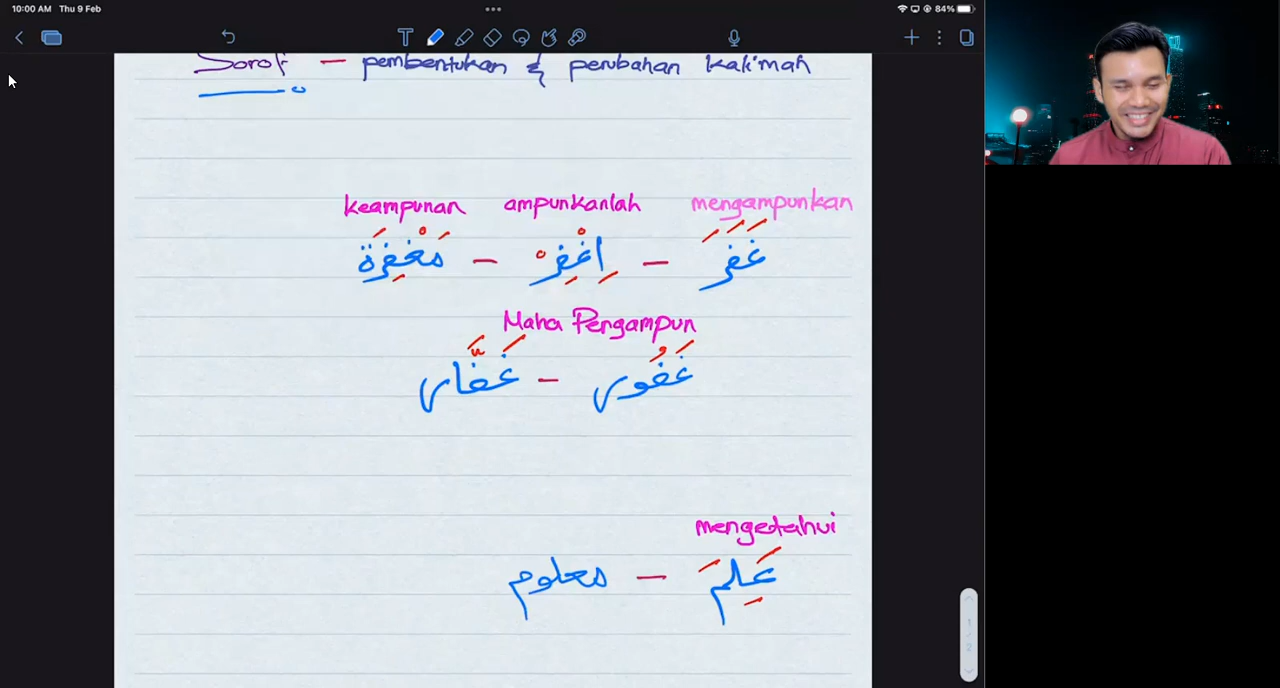 10:00 AM Thu 9 Feb
84%
Sorof – pembentukan & perubahan kalimah
keampunan ampunkanlah mengampunkan
غَفَرَ – اِغْفِرْ – مَغْفِرَة
Maha Pengampun
غَفُور – غَفَّار
mengetahui
عَلِمَ – معلوم